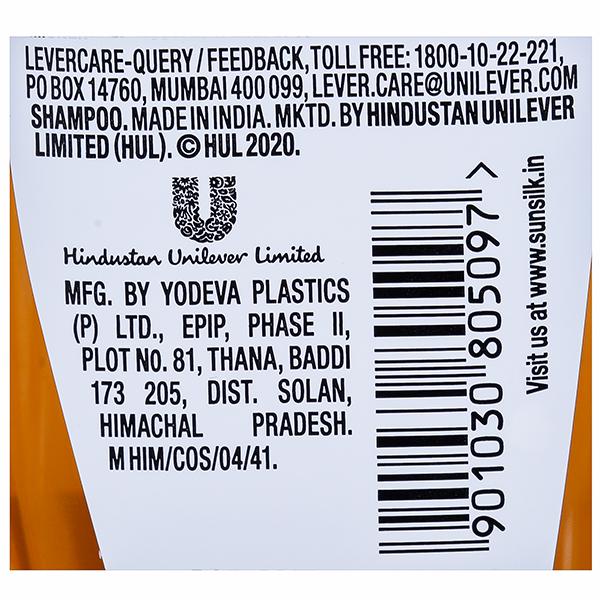 LEVERCARE-QUERY / FEEDBACK, TOLL FREE: 1800-10-22-221,
PO BOX 14760, MUMBAI 400 099, LEVER.CARE@UNILEVER.COM
SHAMPOO. MADE IN INDIA. MKTD. BY HINDUSTAN UNILEVER
LIMITED (HUL). © HUL 2020.
Hindustan Unilever Limited
MFG. BY YODEVA PLASTICS
(P) LTD., EPIP, PHASE II,
PLOT No. 81, THANA, BADDI
173 205, DIST. SOLAN,
HIMACHAL PRADESH.
M HIM/COS/04/41.
9 01030 805097 >
Visit us at www.sunsilk.in